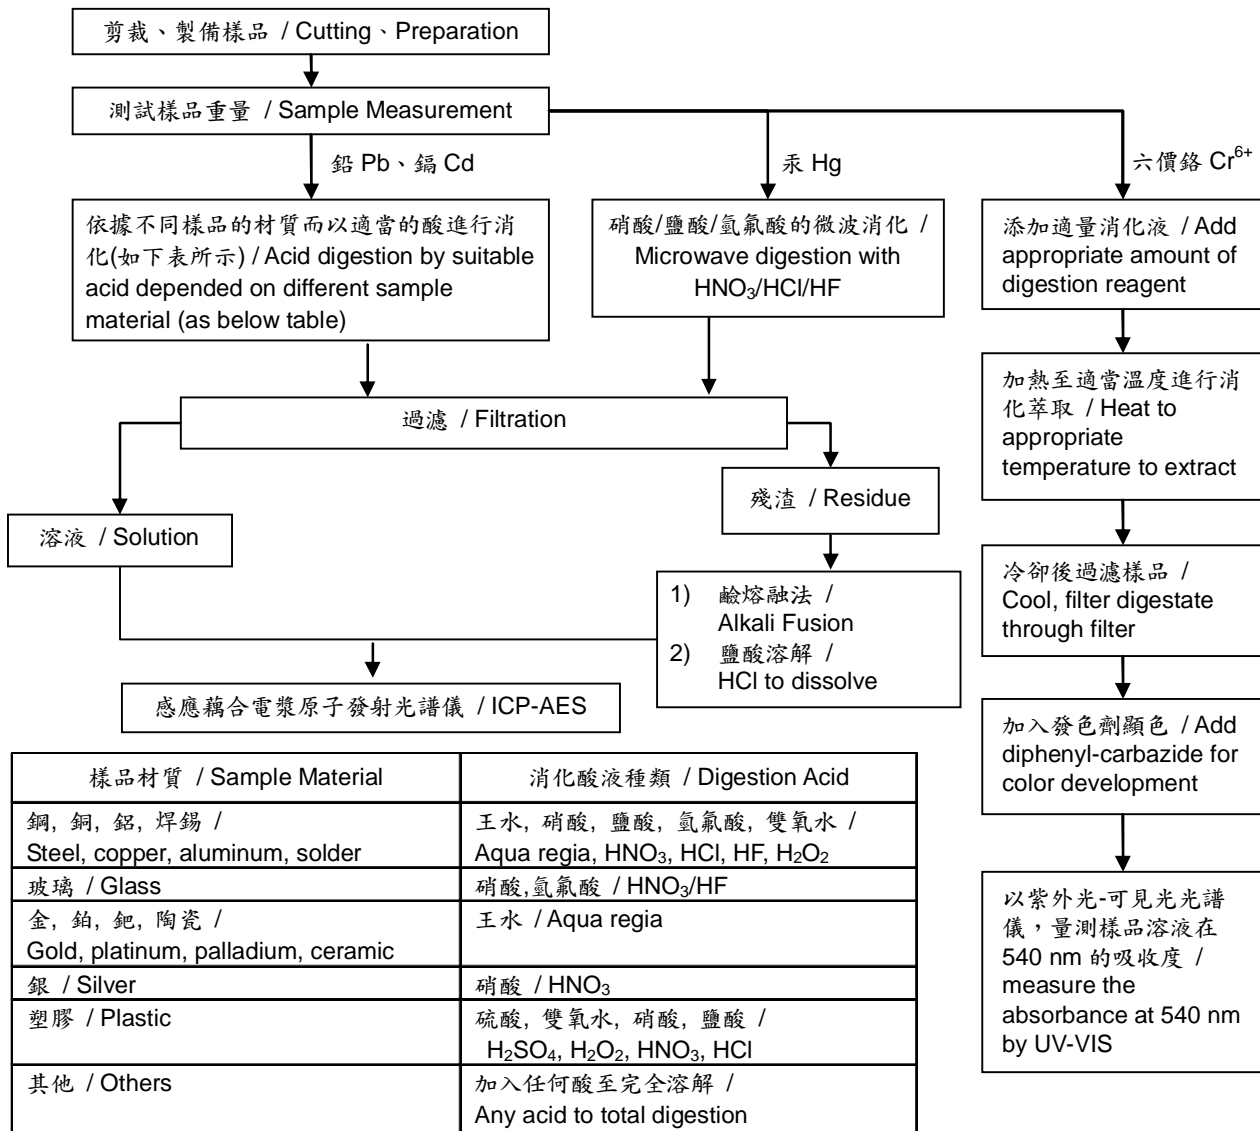 剪裁、製備樣品 / Cutting、Preparation
測試樣品重量 / Sample Measurement
鉛 Pb、鎘 Cd
汞 Hg
六價鉻 Cr⁶⁺
依據不同樣品的材質而以適當的酸進行消
化(如下表所示) / Acid digestion by suitable
acid depended on different sample
material (as below table)
硝酸/鹽酸/氫氟酸的微波消化 /
Microwave digestion with
HNO₃/HCl/HF
添加適量消化液 / Add
appropriate amount of
digestion reagent
加熱至適當溫度進行消
化萃取 / Heat to
appropriate
temperature to extract
過濾 / Filtration
溶液 / Solution
殘渣 / Residue
冷卻後過濾樣品 /
Cool, filter digestate
through filter
1) 鹼熔融法 /
Alkali Fusion
2) 鹽酸溶解 /
HCl to dissolve
感應藕合電漿原子發射光譜儀 / ICP-AES
加入發色劑顯色 / Add
diphenyl-carbazide for
color development
以紫外光-可見光光譜
儀，量測樣品溶液在
540 nm 的吸收度 /
measure the
absorbance at 540 nm
by UV-VIS
樣品材質 / Sample Material
消化酸液種類 / Digestion Acid
鋼, 銅, 鋁, 焊錫 /
Steel, copper, aluminum, solder
王水, 硝酸, 鹽酸, 氫氟酸, 雙氧水 /
Aqua regia, HNO₃, HCl, HF, H₂O₂
玻璃 / Glass
硝酸,氫氟酸 / HNO₃/HF
金, 鉑, 鈀, 陶瓷 /
Gold, platinum, palladium, ceramic
王水 / Aqua regia
銀 / Silver
硝酸 / HNO₃
塑膠 / Plastic
硫酸, 雙氧水, 硝酸, 鹽酸 /
H₂SO₄, H₂O₂, HNO₃, HCl
其他 / Others
加入任何酸至完全溶解 /
Any acid to total digestion